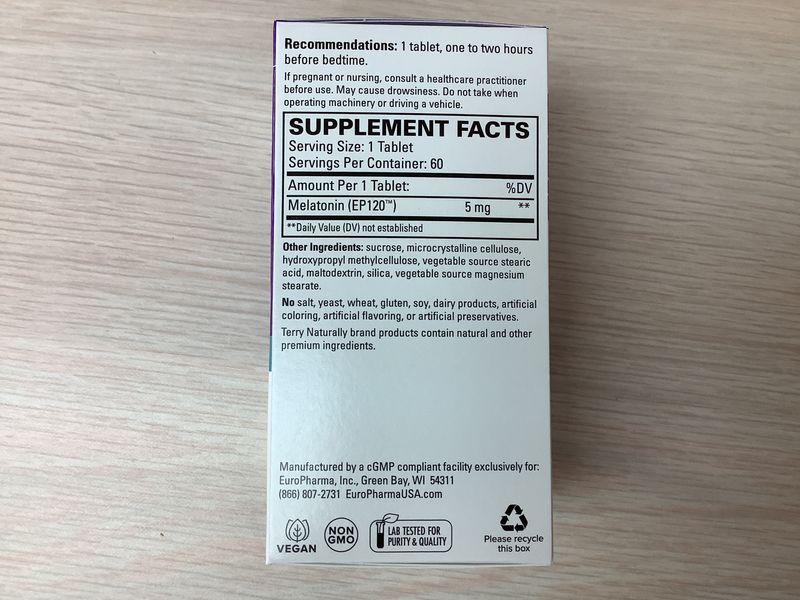 Recommendations: 1 tablet, one to two hours
before bedtime.
If pregnant or nursing, consult a healthcare practitioner
before use. May cause drowsiness. Do not take when
operating machinery or driving a vehicle.
SUPPLEMENT FACTS
Serving Size: 1 Tablet
Servings Per Container: 60
Amount Per 1 Tablet: %DV
Melatonin (EP120™) 5 mg **
**Daily Value (DV) not established
Other Ingredients: sucrose, microcrystalline cellulose,
hydroxypropyl methylcellulose, vegetable source stearic
acid, maltodextrin, silica, vegetable source magnesium
stearate.
No salt, yeast, wheat, gluten, soy, dairy products, artificial
coloring, artificial flavoring, or artificial preservatives.
Terry Naturally brand products contain natural and other
premium ingredients.
Manufactured by a cGMP compliant facility exclusively for:
EuroPharma, Inc., Green Bay, WI 54311
(866) 807-2731 EuroPharmaUSA.com
VEGAN
NON
GMO
LAB TESTED FOR
PURITY & QUALITY
Please recycle
this box